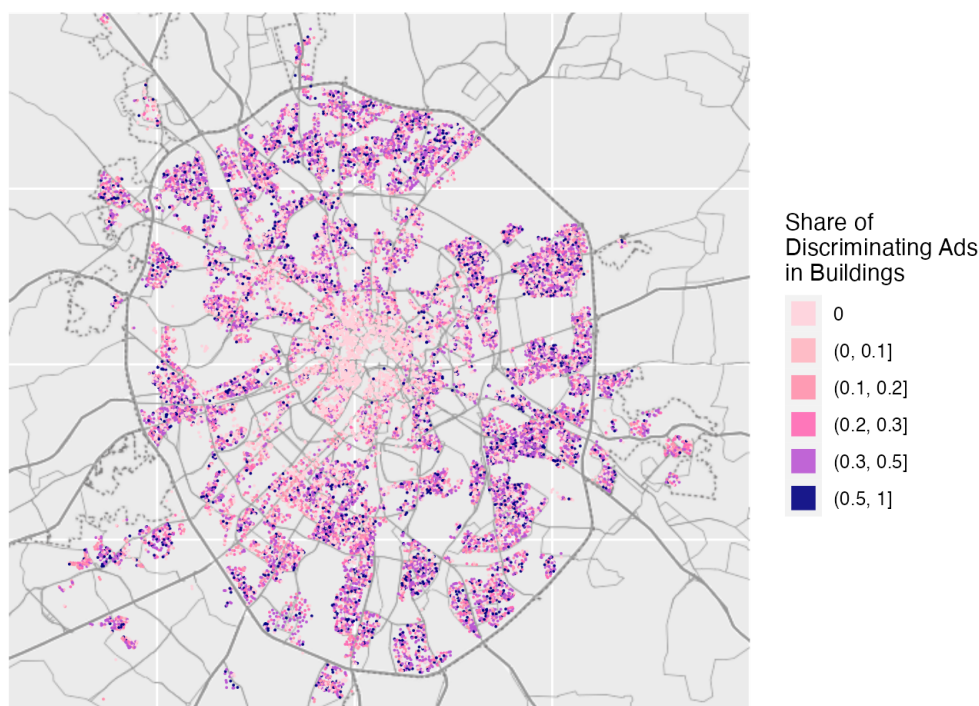 Share of
Discriminating Ads
in Buildings
0
(0, 0.1]
(0.1, 0.2]
(0.2, 0.3]
(0.3, 0.5]
(0.5, 1]